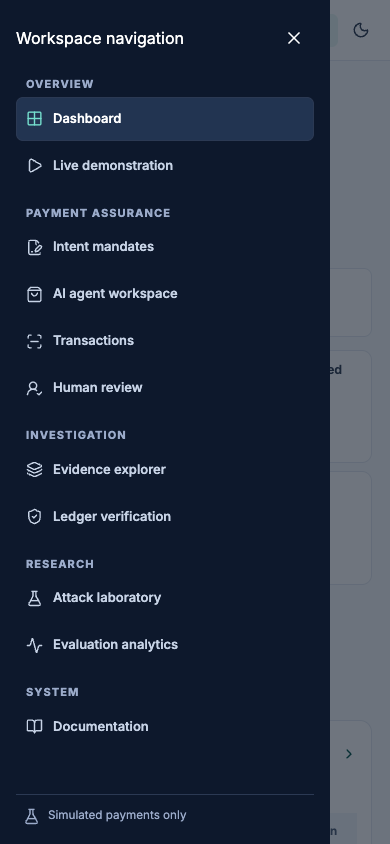 Workspace navigation
OVERVIEW
Dashboard
Live demonstration
PAYMENT ASSURANCE
Intent mandates
AI agent workspace
Transactions
Human review
INVESTIGATION
Evidence explorer
Ledger verification
RESEARCH
Attack laboratory
Evaluation analytics
SYSTEM
Documentation
Simulated payments only